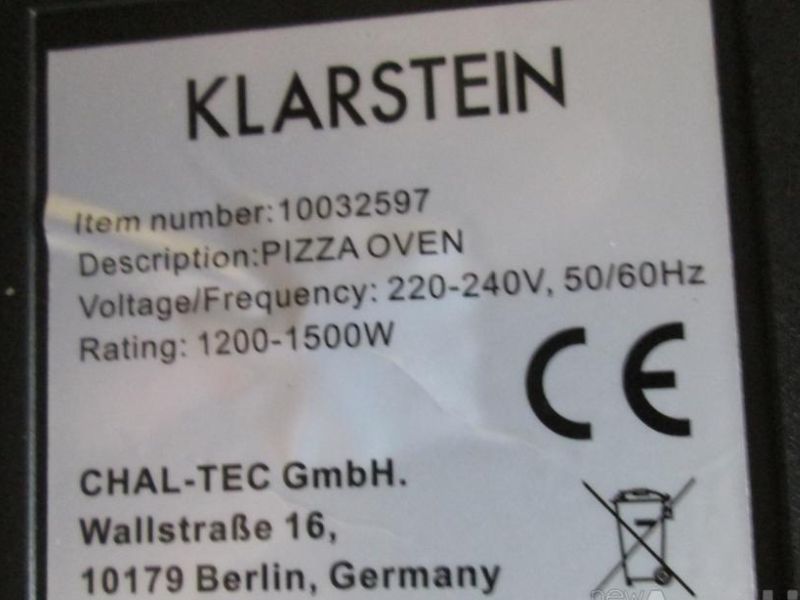 KLARSTEIN
Item number:10032597
Description:PIZZA OVEN
Voltage/Frequency: 220-240V, 50/60Hz
Rating: 1200-1500W
CE
CHAL-TEC GmbH.
Wallstraße 16,
10179 Berlin, Germany